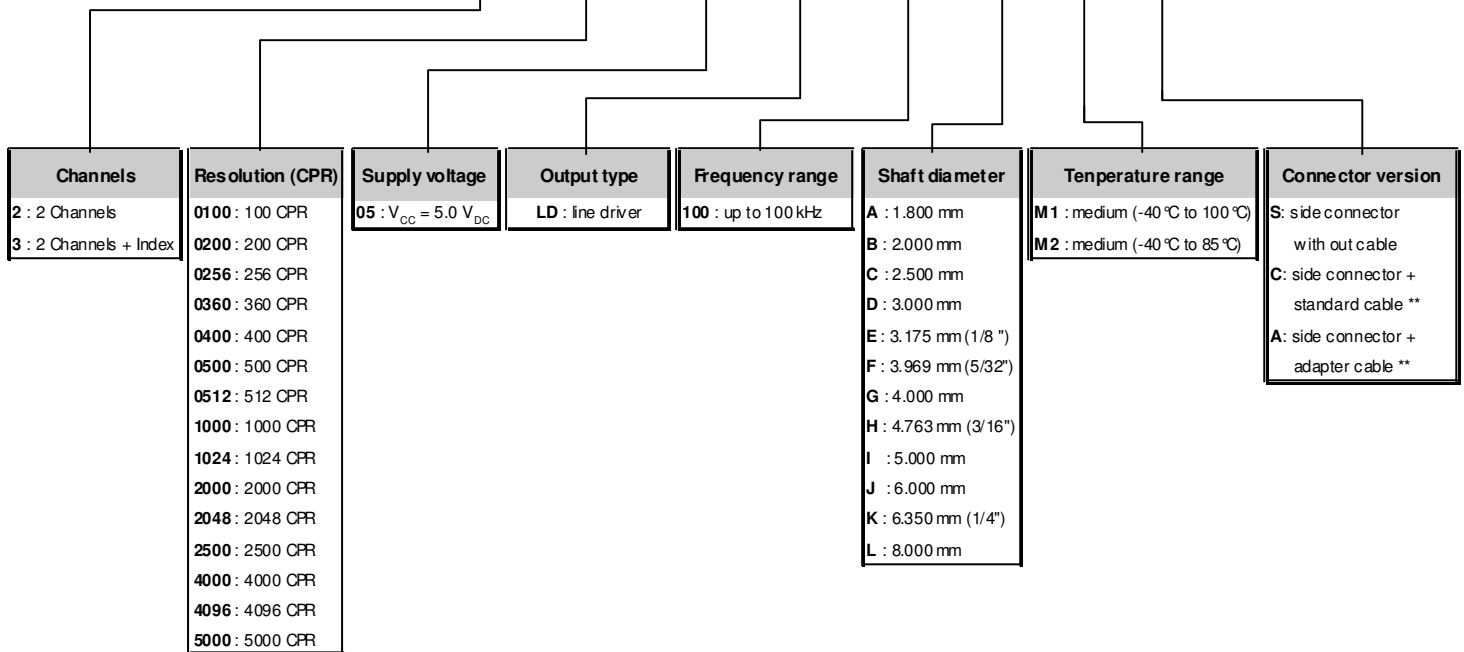 Channels
2 : 2 Channels
3 : 2 Channels + Index
Resolution (CPR)
0100 : 100 CPR
0200 : 200 CPR
0256 : 256 CPR
0360 : 360 CPR
0400 : 400 CPR
0500 : 500 CPR
0512 : 512 CPR
1000 : 1000 CPR
1024 : 1024 CPR
2000 : 2000 CPR
2048 : 2048 CPR
2500 : 2500 CPR
4000 : 4000 CPR
4096 : 4096 CPR
5000 : 5000 CPR
Supply voltage
05 : VCC = 5.0 VDC
Output type
LD : line driver
Frequency range
100 : up to 100 kHz
Shaft diameter
A : 1.800 mm
B : 2.000 mm
C : 2.500 mm
D : 3.000 mm
E : 3.175 mm (1/8 ")
F : 3.969 mm (5/32")
G : 4.000 mm
H : 4.763 mm (3/16")
I : 5.000 mm
J : 6.000 mm
K : 6.350 mm (1/4")
L : 8.000 mm
Tenperature range
M1 : medium (-40 °C to 100 °C)
M2 : medium (-40 °C to 85 °C)
Connector version
S: side connector
with out cable
C: side connector +
standard cable **
A: side connector +
adapter cable **